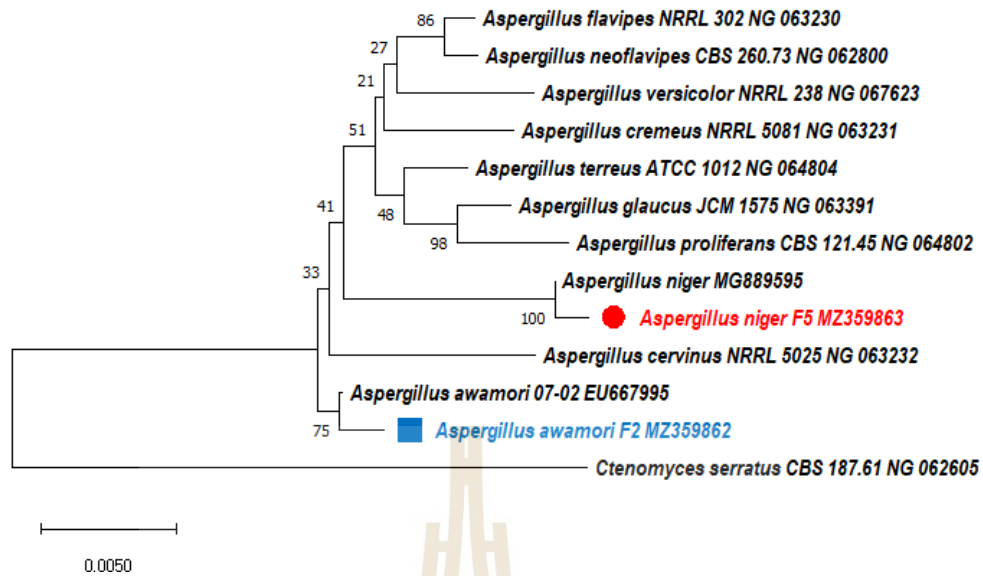 86
Aspergillus flavipes NRRL 302 NG 063230
27
Aspergillus neoflavipes CBS 260.73 NG 062800
21
Aspergillus versicolor NRRL 238 NG 067623
51
Aspergillus cremeus NRRL 5081 NG 063231
Aspergillus terreus ATCC 1012 NG 064804
41
48
Aspergillus glaucus JCM 1575 NG 063391
98
Aspergillus proliferans CBS 121.45 NG 064802
33
Aspergillus niger MG889595
100
Aspergillus niger F5 MZ359863
Aspergillus cervinus NRRL 5025 NG 063232
Aspergillus awamori 07-02 EU667995
75
Aspergillus awamori F2 MZ359862
Ctenomyces serratus CBS 187.61 NG 062605
0.0050